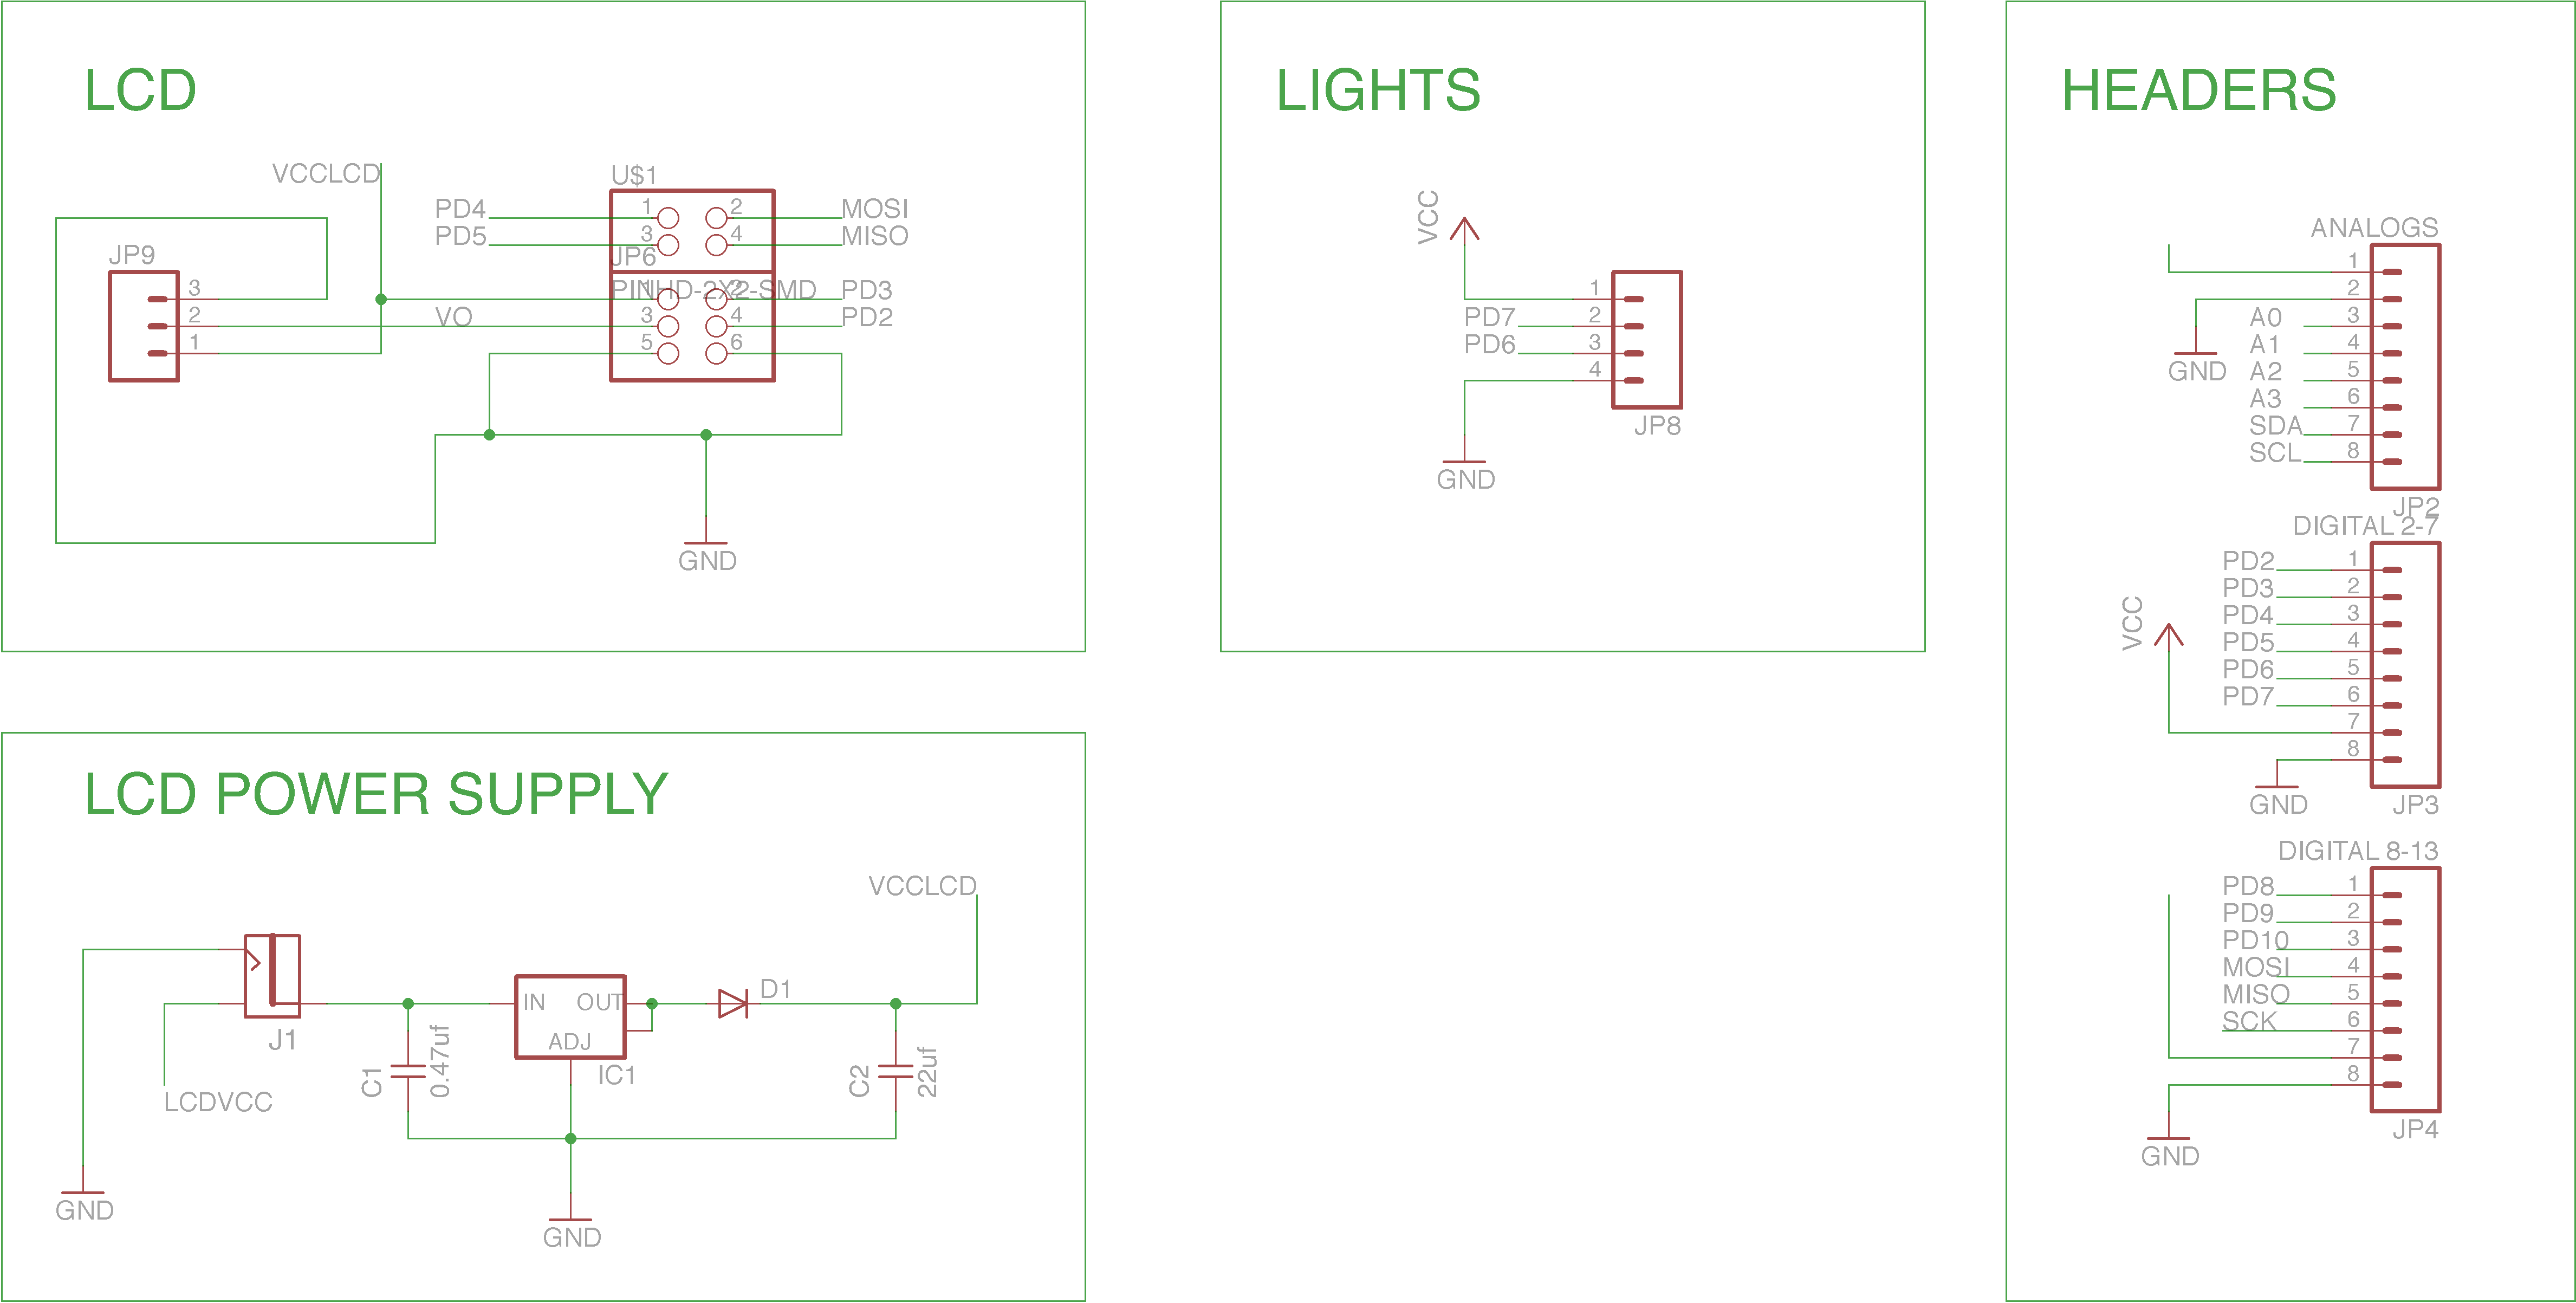 LCD
VCCLCD
U$1
PD4 1 2 MOSI
PD5 3 4 MISO
JP6
JP9
PINHD-2X2-SMD
3 1 2 PD3
2 VO 3 4 PD2
1 5 6
GND
LIGHTS
VCC
1
PD7 2
PD6 3
4
JP8
GND
HEADERS
ANALOGS
1
2
A0 3
A1 4
GND
A2 5
A3 6
SDA 7
SCL 8
JP2
DIGITAL 2-7
PD2 1
PD3 2
VCC
PD4 3
PD5 4
PD6 5
PD7 6
7
8
GND
JP3
DIGITAL 8-13
PD8 1
PD9 2
PD10 3
MOSI 4
MISO 5
SCK 6
7
8
JP4
GND
LCD POWER SUPPLY
VCCLCD
J1
IN OUT
ADJ
D1
IC1
C1
0.47uf
C2
22uf
LCDVCC
GND
GND